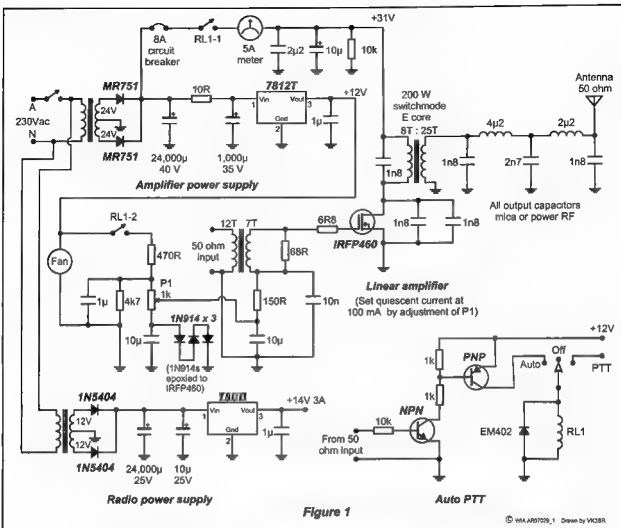 +31V
8A
circuit
breaker
RL1-1
5A
meter
2µ2
10µ
10k
MR751
A
230Vac
N
24V
24V
MR751
10R
7812T
Vin
Vout
1
3
Gnd
2
+12V
1µ
24,000µ
40 V
1,000µ
35 V
Amplifier power supply
200 W
switchmode
E core
8T : 25T
1n8
4µ2
2µ2
Antenna
50 ohm
1n8
2n7
1n8
All output capacitors
mica or power RF
RL1-2
Fan
470R
P1
1k
1µ
4k7
10µ
1N914 x 3
(1N914s
epoxied to
IRFP460)
12T
7T
50 ohm
input
68R
150R
10µ
10n
6R8
IRFP460
1n8
1n8
Linear amplifier
(Set quescent current at
100 mA by adjustment of P1)
1N5404
12V
12V
1N5404
Vin
Vout
1
3
Gnd
2
+14V 3A
1µ
24,000µ
25V
10µ
25V
Radio power supply
+12V
1k
PNP
Auto
Off
PTT
1k
NPN
10k
From 50
ohm input
EM402
RL1
Auto PTT
Figure 1
© WIA AR07029_1 Drawn by VK3BR